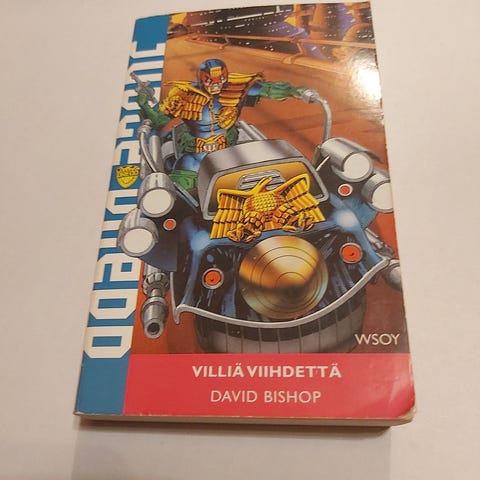 JUDGE DREDD
WSOY
VILLIÄ VIIHDETTÄ
DAVID BISHOP